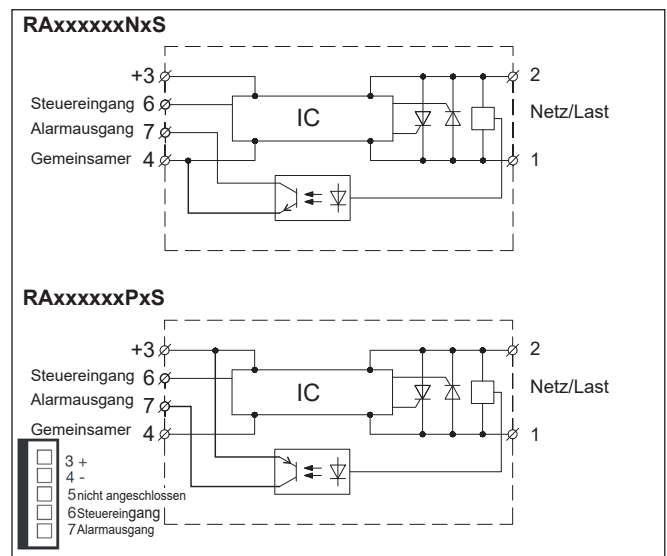 RAxxxxxxNxS
+3
2
Steuereingang 6
IC
Netz/Last
Alarmausgang 7
Gemeinsamer 4
1
RAxxxxxxPxS
+3
2
Steuereingang 6
IC
Netz/Last
Alarmausgang 7
Gemeinsamer 4
1
3 +
4 -
5 nicht angeschlossen
6 Steuereingang
7 Alarmausgang